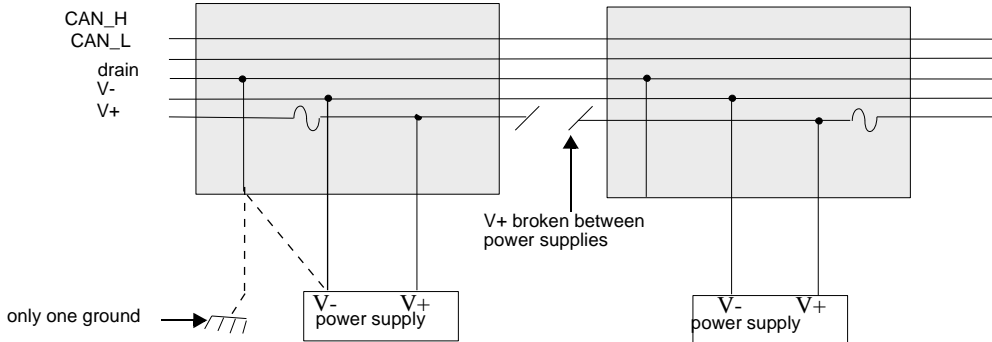 CAN_H
CAN_L
drain
V-
V+
V+ broken between
power supplies
only one ground
V- V+
power supply
V- V+
power supply